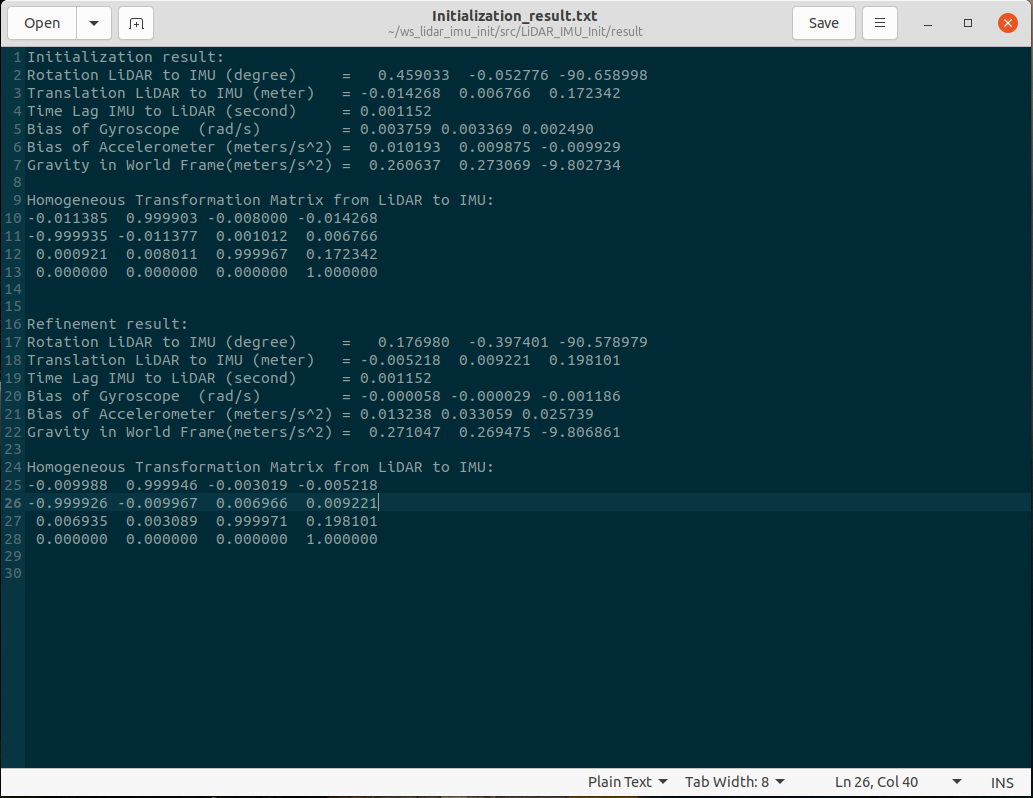 Open
Initialization_result.txt
~/ws_lidar_imu_init/src/LiDAR_IMU_Init/result
Save
1 Initialization result:
2 Rotation LiDAR to IMU (degree)     =   0.459033  -0.052776 -90.658998
3 Translation LiDAR to IMU (meter)   = -0.014268  0.006766  0.172342
4 Time Lag IMU to LiDAR (second)     = 0.001152
5 Bias of Gyroscope  (rad/s)         = 0.003759 0.003369 0.002490
6 Bias of Accelerometer (meters/s^2) =  0.010193  0.009875 -0.009929
7 Gravity in World Frame(meters/s^2) =  0.260637  0.273069 -9.802734
8
9 Homogeneous Transformation Matrix from LiDAR to IMU:
10 -0.011385  0.999903 -0.008000 -0.014268
11 -0.999935 -0.011377  0.001012  0.006766
12  0.000921  0.008011  0.999967  0.172342
13  0.000000  0.000000  0.000000  1.000000
14
15
16 Refinement result:
17 Rotation LiDAR to IMU (degree)     =   0.176980  -0.397401 -90.578979
18 Translation LiDAR to IMU (meter)   = -0.005218  0.009221  0.198101
19 Time Lag IMU to LiDAR (second)     = 0.001152
20 Bias of Gyroscope  (rad/s)         = -0.000058 -0.000029 -0.001186
21 Bias of Accelerometer (meters/s^2) = 0.013238 0.033059 0.025739
22 Gravity in World Frame(meters/s^2) =  0.271047  0.269475 -9.806861
23
24 Homogeneous Transformation Matrix from LiDAR to IMU:
25 -0.009988  0.999946 -0.003019 -0.005218
26 -0.999926 -0.009967  0.006966  0.009221
27  0.006935  0.003089  0.999971  0.198101
28  0.000000  0.000000  0.000000  1.000000
29
30
Plain Text Tab Width: 8 Ln 26, Col 40 INS